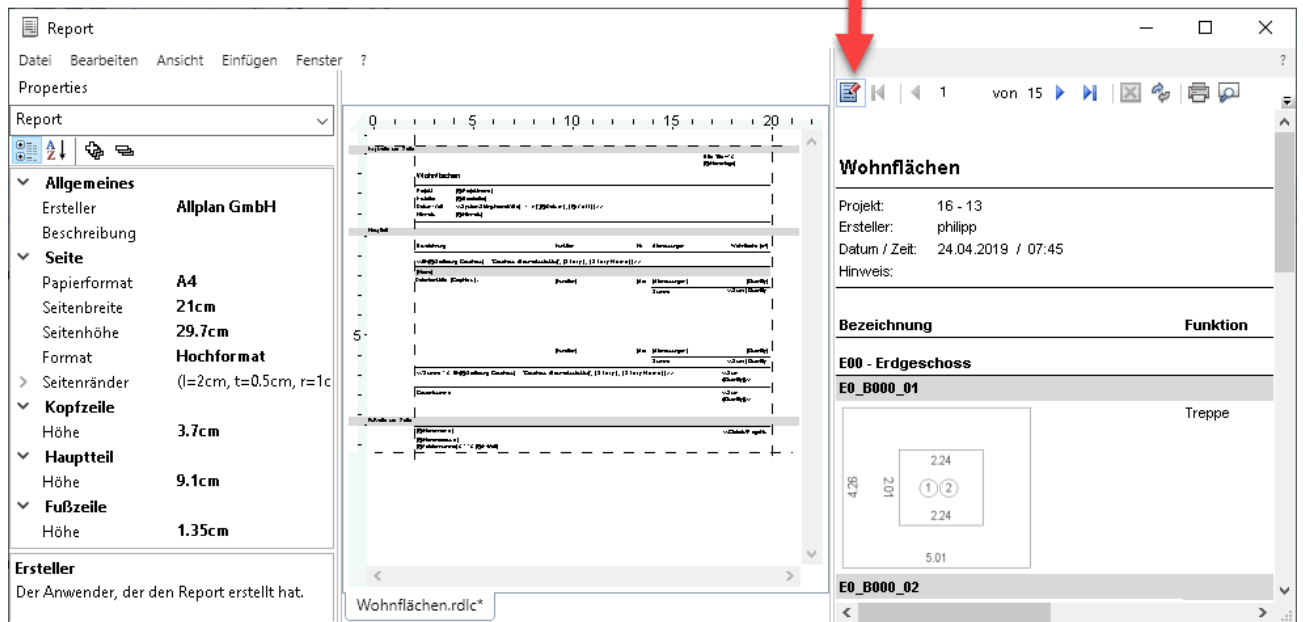 Report
Datei Bearbeiten Ansicht Einfügen Fenster ?
Properties
Report
Allgemeines
Ersteller Allplan GmbH
Beschreibung
Seite
Papierformat A4
Seitenbreite 21cm
Seitenhöhe 29.7cm
Format Hochformat
Seitenränder (l=2cm, t=0.5cm, r=1c
Kopfzeile
Höhe 3.7cm
Hauptteil
Höhe 9.1cm
Fußzeile
Höhe 1.35cm
Ersteller
Der Anwender, der den Report erstellt hat.
0 5 10 15 20
Wohnflächen
5
Wohnflächen.rdlc*
?
1 von 15
Wohnflächen
Projekt: 16 - 13
Ersteller: philipp
Datum / Zeit: 24.04.2019 / 07:45
Hinweis:
Bezeichnung Funktion
E00 - Erdgeschoss
E0_B000_01
Treppe
2.24
4.26 2.01 1 2
2.24
5.01
E0_B000_02